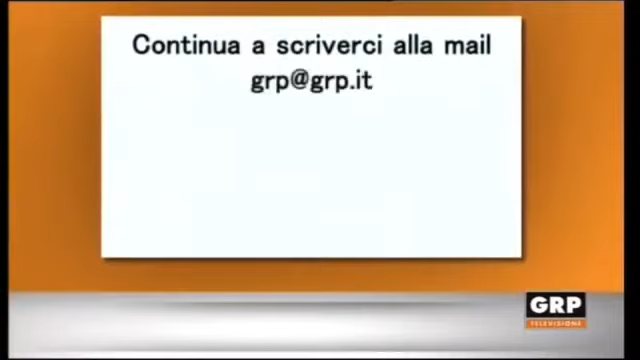 Continua a scriverci alla mail
grp@grp.it
GRP
TELEVISIONE